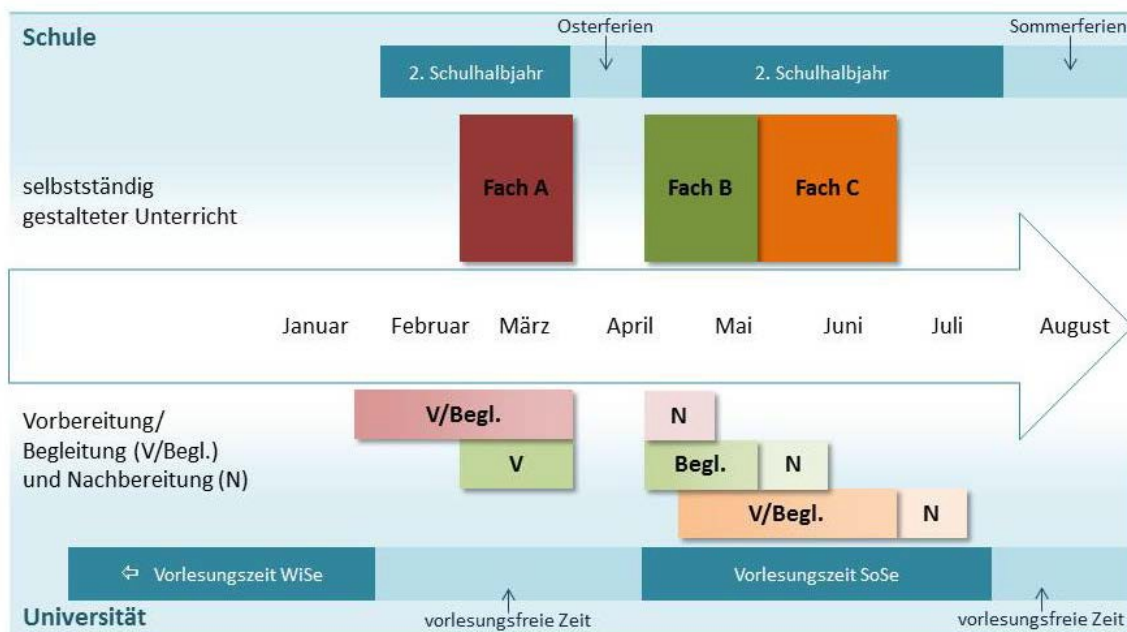 Schule
Osterferien
Sommerferien
2. Schulhalbjahr
2. Schulhalbjahr
selbstständig
gestalteter Unterricht
Fach A
Fach B
Fach C
Januar Februar März April Mai Juni Juli August
Vorbereitung/
Begleitung (V/Begl.)
und Nachbereitung (N)
V/Begl.
N
V
Begl.
N
V/Begl.
N
⇦ Vorlesungszeit WiSe
Vorlesungszeit SoSe
Universität
vorlesungsfreie Zeit
vorlesungsfreie Zeit